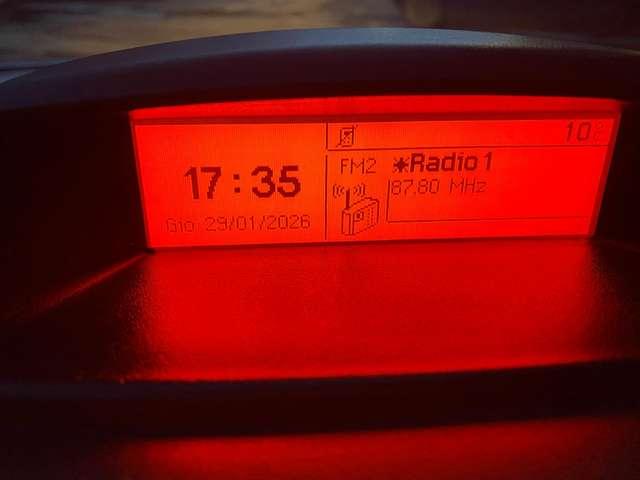 17:35
Gio 29/01/2026
10°C
FM2 ☀Radio 1
87.80 MHz